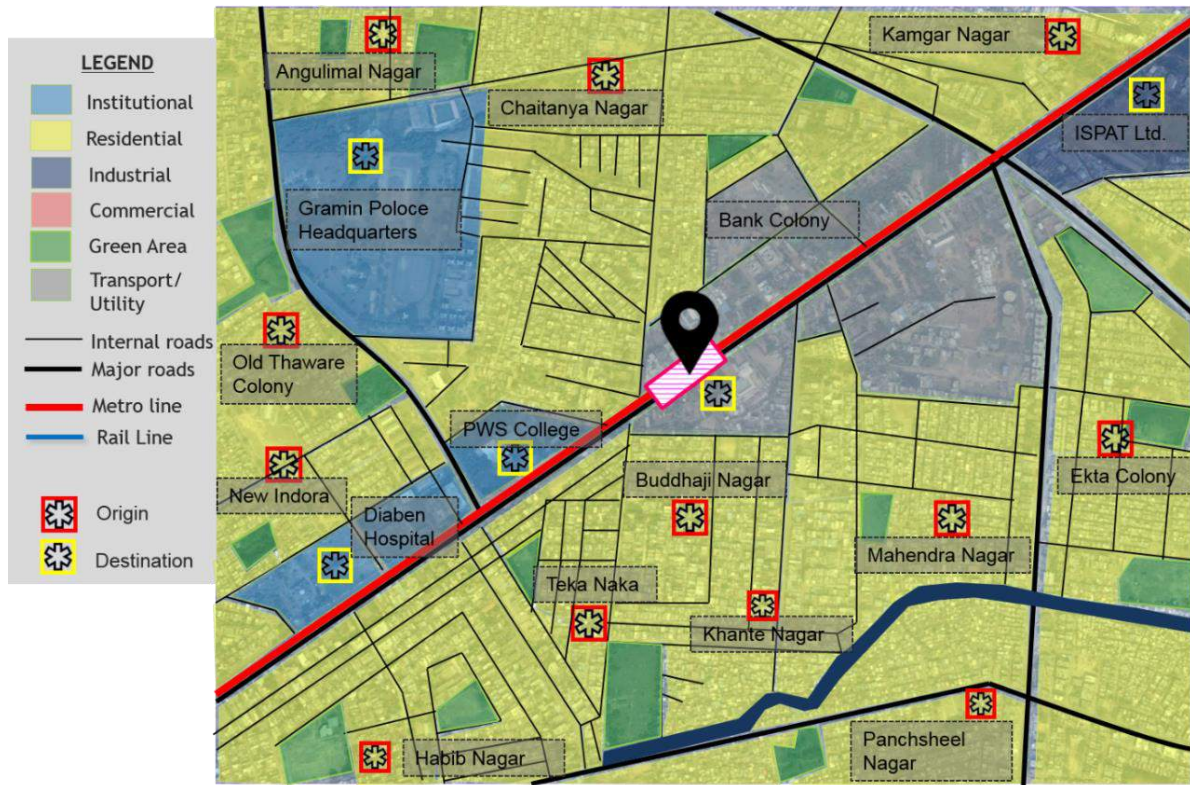 LEGEND
Institutional
Residential
Industrial
Commercial
Green Area
Transport/
Utility
Internal roads
Major roads
Metro line
Rail Line
Origin
Destination
Angulimal Nagar
Kamgar Nagar
Chaitanya Nagar
ISPAT Ltd.
Gramin Poloce
Headquarters
Bank Colony
Old Thaware
Colony
PWS College
New Indora
Diaben
Hospital
Buddhaji Nagar
Ekta Colony
Mahendra Nagar
Teka Naka
Khante Nagar
Habib Nagar
Panchsheel
Nagar